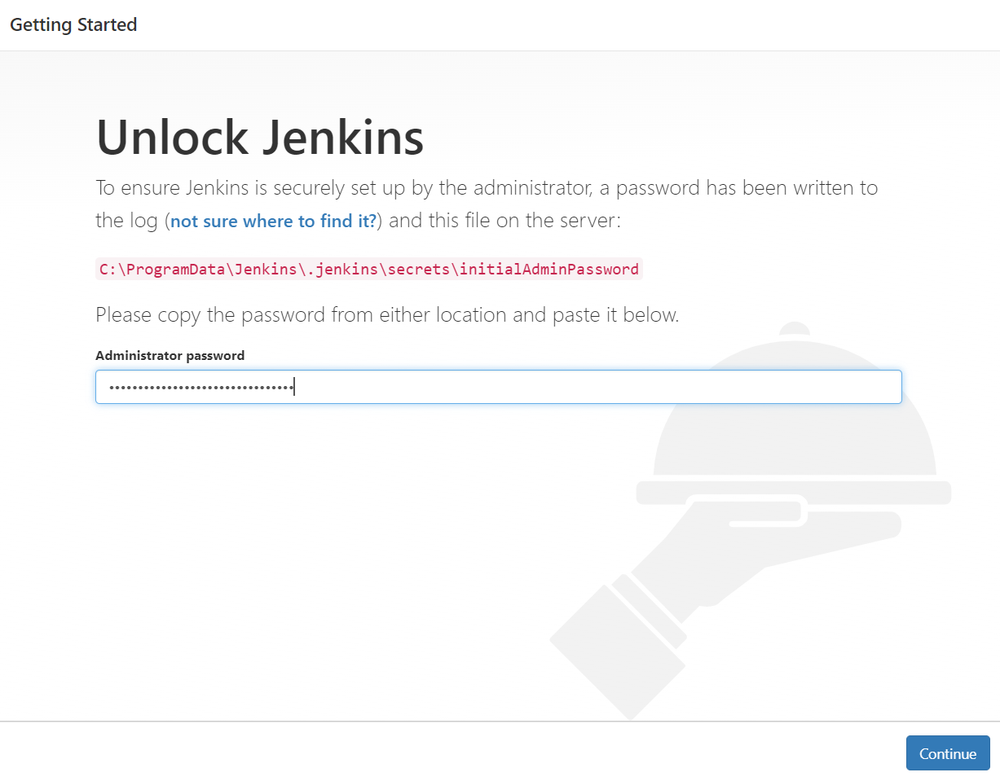 Getting Started
Unlock Jenkins
To ensure Jenkins is securely set up by the administrator, a password has been written to
the log (not sure where to find it?) and this file on the server:
C:\ProgramData\Jenkins\.jenkins\secrets\initialAdminPassword
Please copy the password from either location and paste it below.
Administrator password
••••••••••••••••••••••••••••••••
Continue